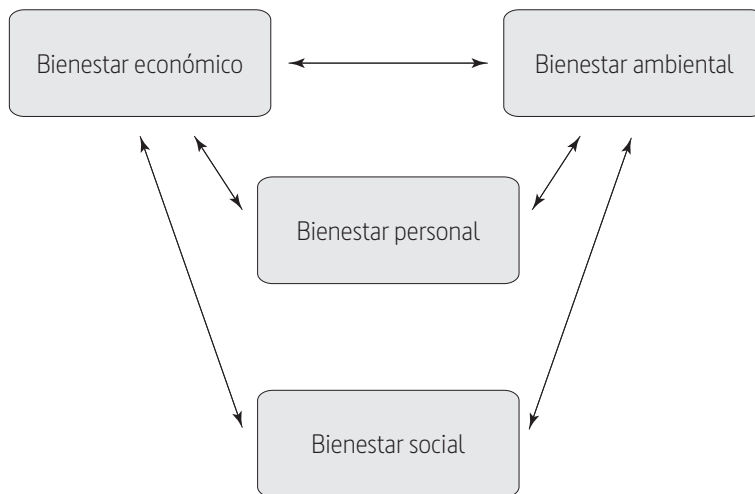 Bienestar económico
Bienestar ambiental
Bienestar personal
Bienestar social